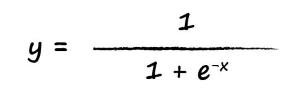 y = 1
1 + e⁻ˣ